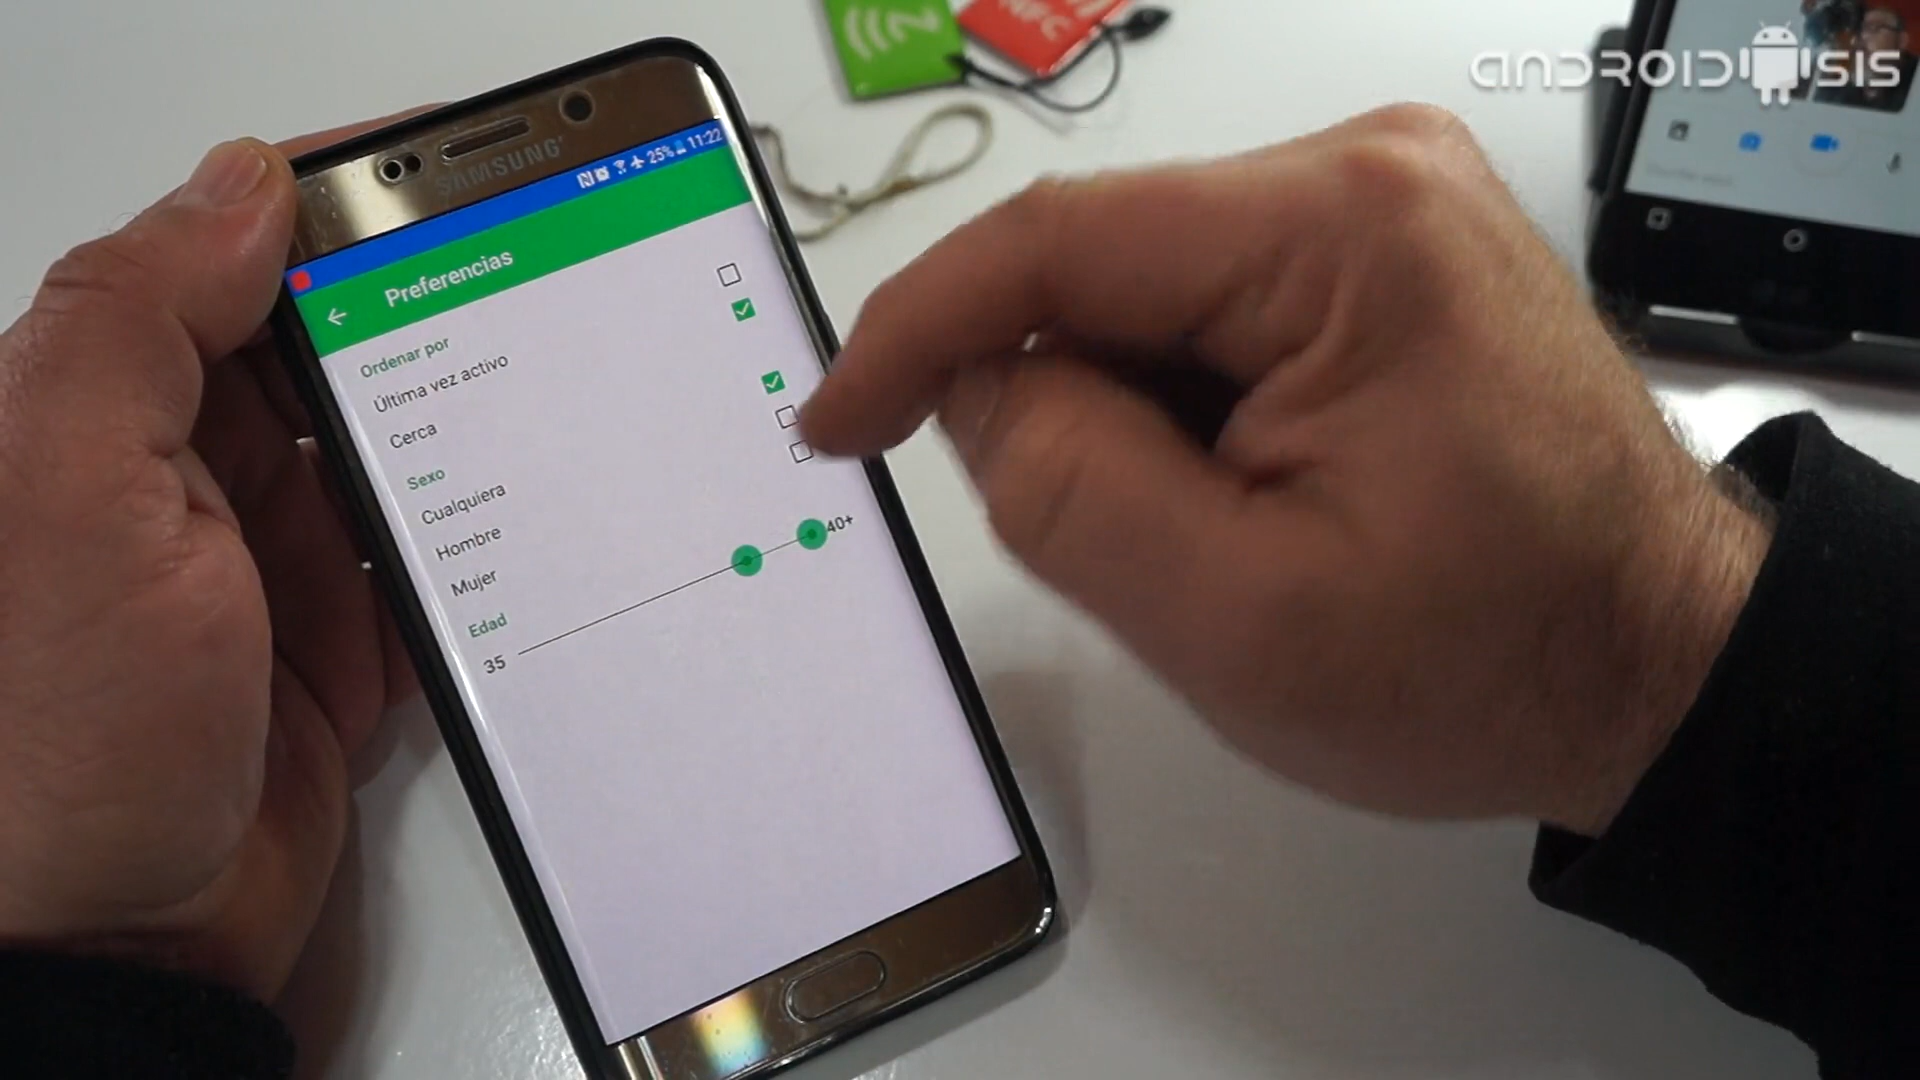 ANDROIDSIS
NFC
SAMSUNG
25% 11:22
Preferencias
Ordenar por
Última vez activo
Cerca
Sexo
Cualquiera
Hombre
Mujer
Edad
35 40+